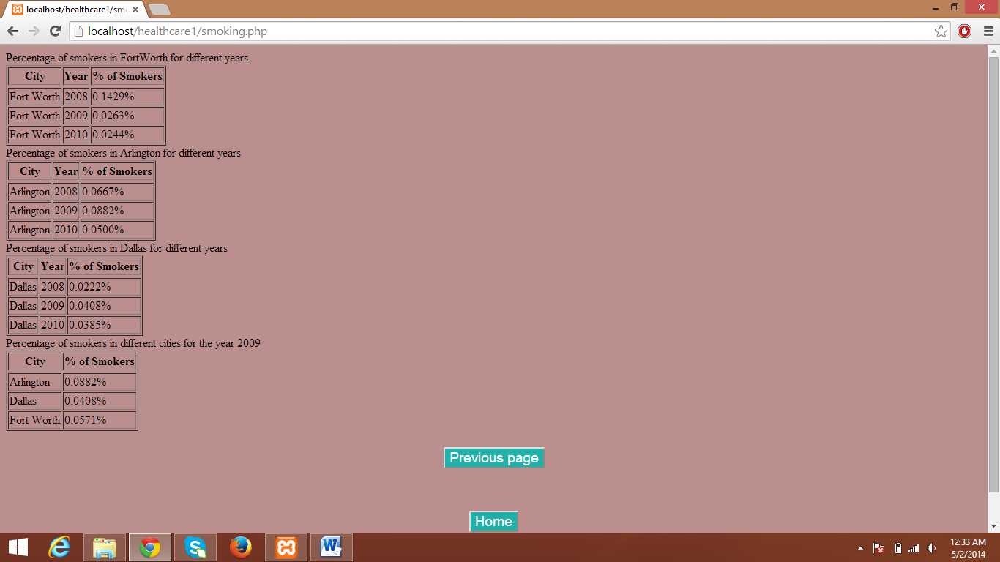 localhost/healthcare1/sm
localhost/healthcare1/smoking.php
Percentage of smokers in FortWorth for different years
City Year % of Smokers
Fort Worth 2008 0.1429%
Fort Worth 2009 0.0263%
Fort Worth 2010 0.0244%
Percentage of smokers in Arlington for different years
City Year % of Smokers
Arlington 2008 0.0667%
Arlington 2009 0.0882%
Arlington 2010 0.0500%
Percentage of smokers in Dallas for different years
City Year % of Smokers
Dallas 2008 0.0222%
Dallas 2009 0.0408%
Dallas 2010 0.0385%
Percentage of smokers in different cities for the year 2009
City % of Smokers
Arlington 0.0882%
Dallas 0.0408%
Fort Worth 0.0571%
Previous page
Home
12:33 AM
5/2/2014